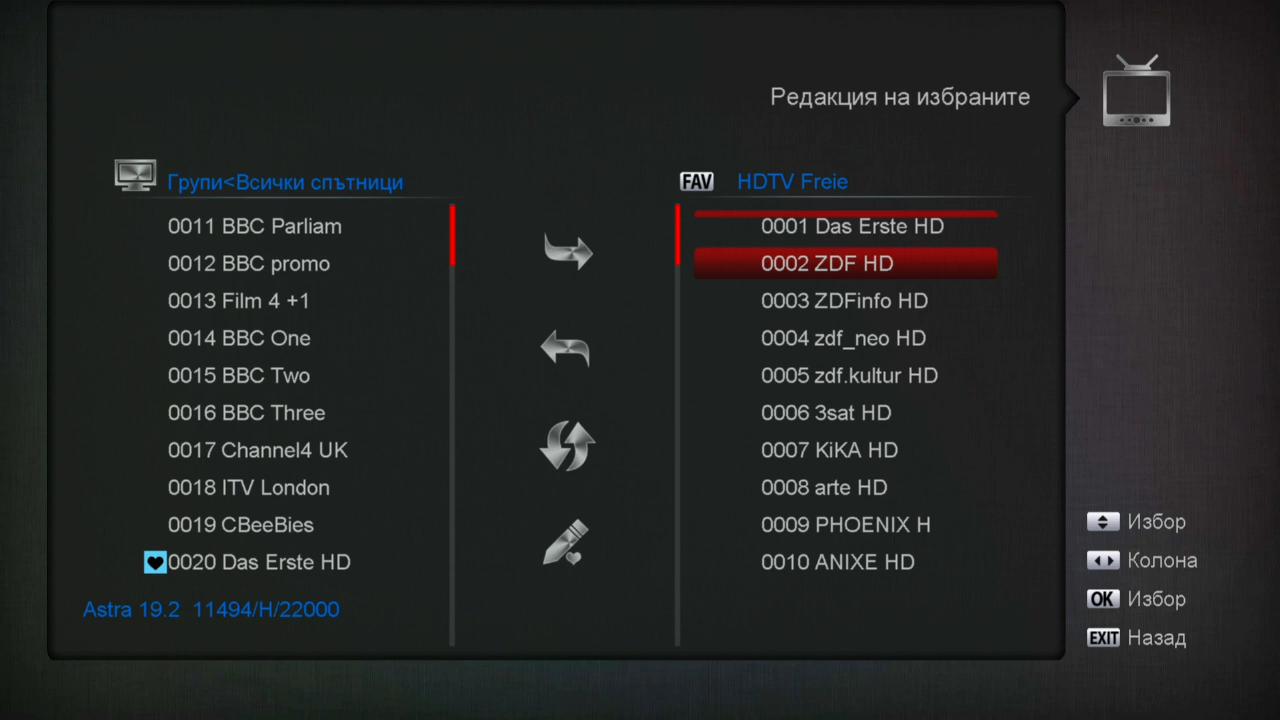 Редакция на избраните
Групи<Всички спътници
0011 BBC Parliam
0012 BBC promo
0013 Film 4 +1
0014 BBC One
0015 BBC Two
0016 BBC Three
0017 Channel4 UK
0018 ITV London
0019 CBeeBies
0020 Das Erste HD
Astra 19.2 11494/H/22000
FAV HDTV Freie
0001 Das Erste HD
0002 ZDF HD
0003 ZDFinfo HD
0004 zdf_neo HD
0005 zdf.kultur HD
0006 3sat HD
0007 KiKA HD
0008 arte HD
0009 PHOENIX H
0010 ANIXE HD
Избор
Колона
OK Избор
EXIT Назад